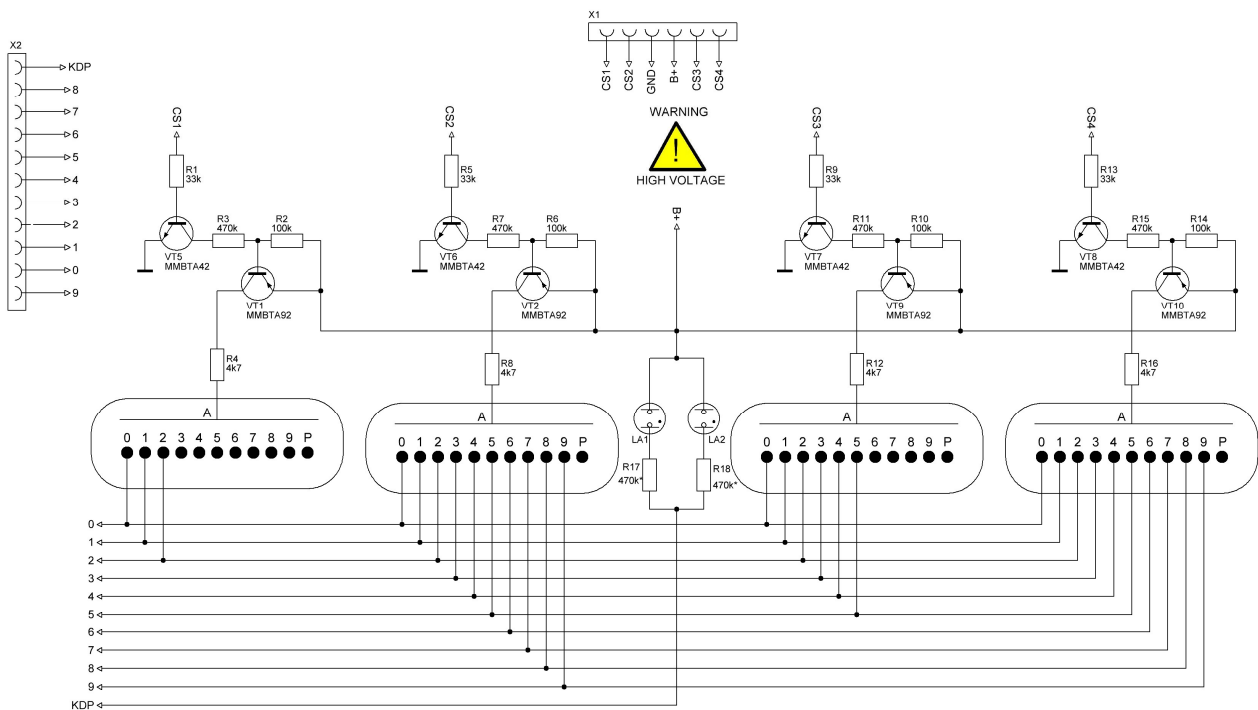 X1
CS1 CS2 GND B+ CS3 CS4
X2
KDP
8
7
6
5
4
3
2
1
0
9
WARNING
!
HIGH VOLTAGE
B+
CS1
R1
33k
R3
470k
R2
100k
VT5
MMBTA42
VT1
MMBTA92
R4
4k7
CS2
R5
33k
R7
470k
R6
100k
VT6
MMBTA42
VT2
MMBTA92
R8
4k7
CS3
R9
33k
R11
470k
R10
100k
VT7
MMBTA42
VT9
MMBTA92
R12
4k7
CS4
R13
33k
R15
470k
R14
100k
VT8
MMBTA42
VT10
MMBTA92
R16
4k7
A
0 1 2 3 4 5 6 7 8 9 P
A
0 1 2 3 4 5 6 7 8 9 P
LA1
LA2
R17
470k*
R18
470k*
A
0 1 2 3 4 5 6 7 8 9 P
A
0 1 2 3 4 5 6 7 8 9 P
0
1
2
3
4
5
6
7
8
9
KDP